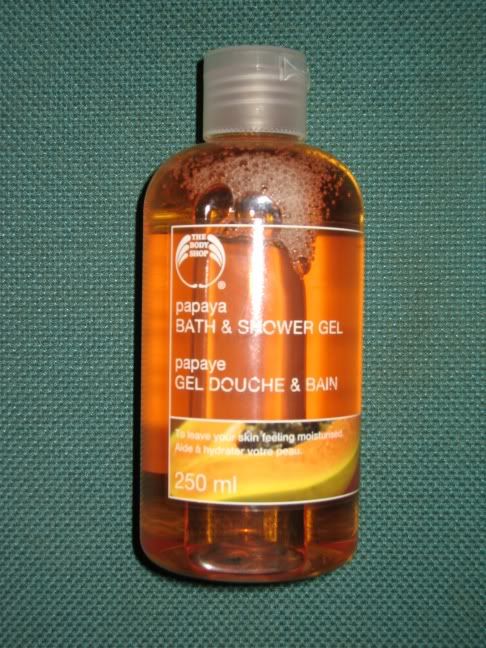 THE
BODY
SHOP
®
papaya
BATH & SHOWER GEL
papaye
GEL DOUCHE & BAIN
To leave your skin feeling moisturised.
Aide à hydrater votre peau.
250 ml